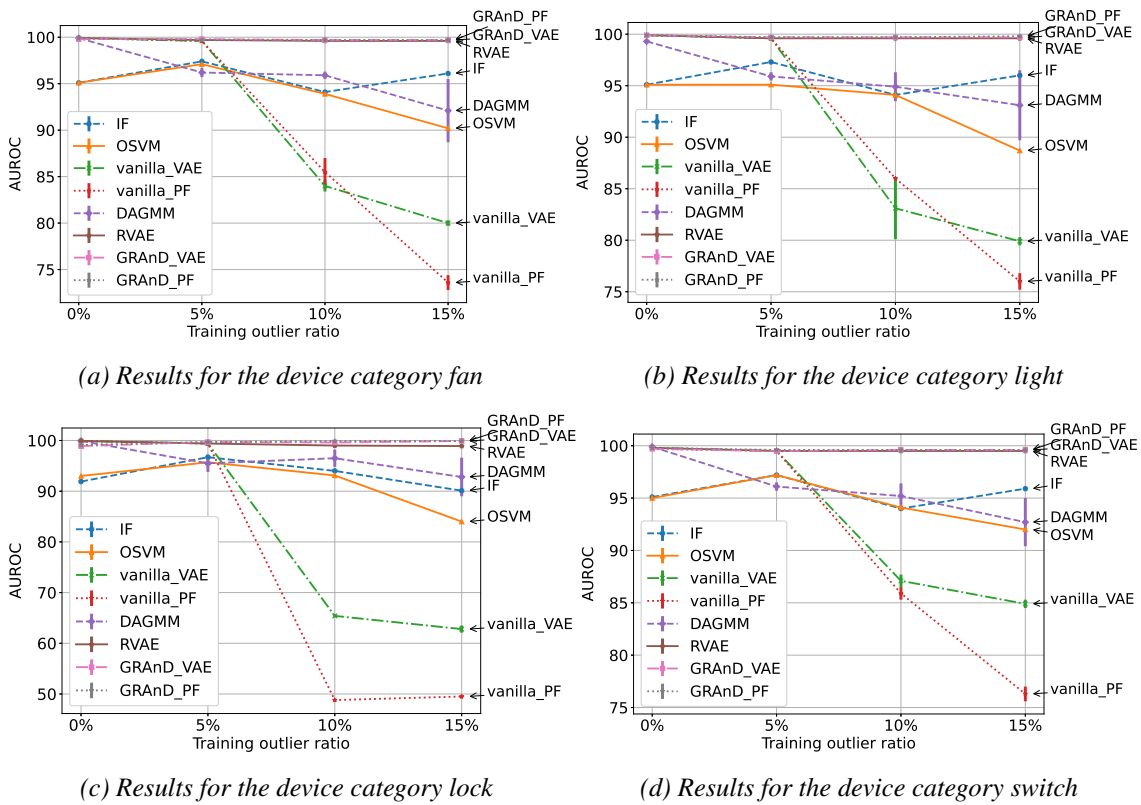 GRAnD_PF
GRAnD_VAE
RVAE
IF
DAGMM
OSVM
vanilla_VAE
vanilla_PF
100
95
90
85
80
75
AUROC
IF
OSVM
vanilla_VAE
vanilla_PF
DAGMM
RVAE
GRAnD_VAE
GRAnD_PF
0%
5%
10%
15%
Training outlier ratio
(a) Results for the device category fan
GRAnD_PF
GRAnD_VAE
RVAE
IF
DAGMM
OSVM
vanilla_VAE
vanilla_PF
100
95
90
85
80
75
AUROC
IF
OSVM
vanilla_VAE
vanilla_PF
DAGMM
RVAE
GRAnD_VAE
GRAnD_PF
0%
5%
10%
15%
Training outlier ratio
(b) Results for the device category light
GRAnD_PF
GRAnD_VAE
RVAE
DAGMM
IF
OSVM
vanilla_VAE
vanilla_PF
100
90
80
70
60
50
AUROC
IF
OSVM
vanilla_VAE
vanilla_PF
DAGMM
RVAE
GRAnD_VAE
GRAnD_PF
0%
5%
10%
15%
Training outlier ratio
(c) Results for the device category lock
GRAnD_PF
GRAnD_VAE
RVAE
IF
DAGMM
OSVM
vanilla_VAE
vanilla_PF
100
95
90
85
80
75
AUROC
IF
OSVM
vanilla_VAE
vanilla_PF
DAGMM
RVAE
GRAnD_VAE
GRAnD_PF
0%
5%
10%
15%
Training outlier ratio
(d) Results for the device category switch